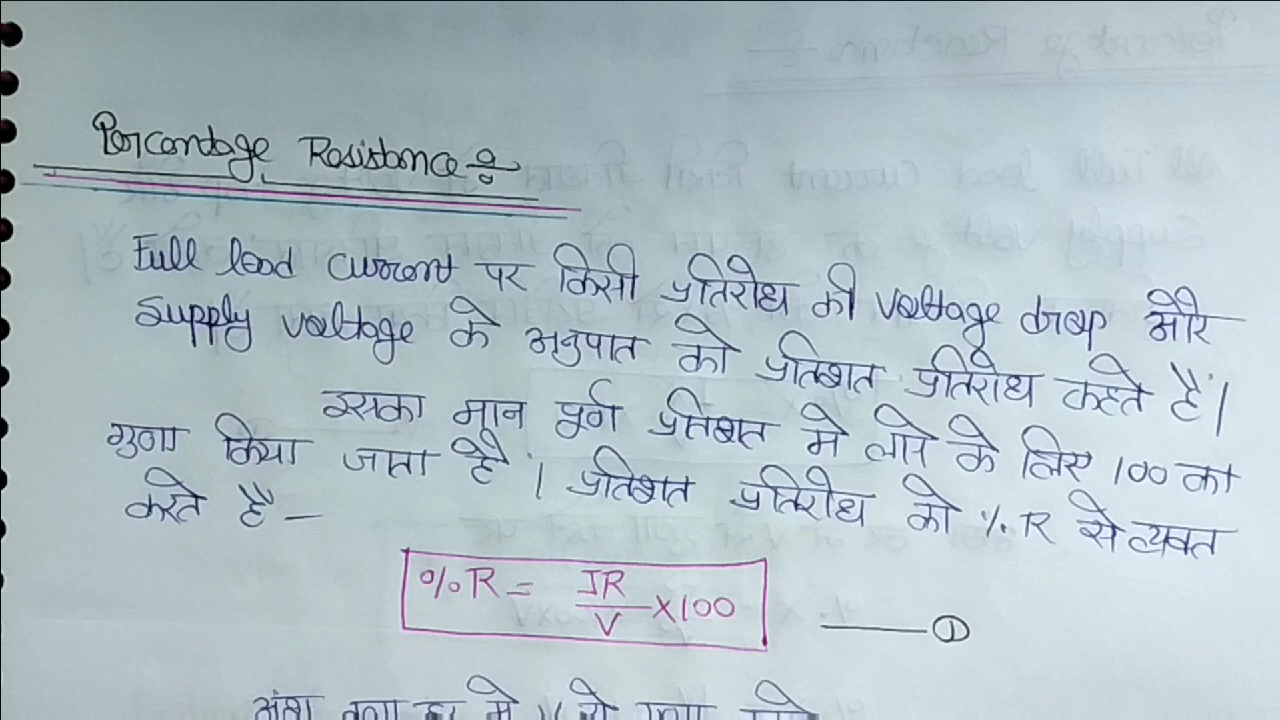 Percentage Resistance :-
Full load current पर किसी प्रतिरोध की voltage drop और
Supply voltage के अनुपात को प्रतिशत प्रतिरोध कहते है।
इसका मान पूर्ण प्रतिशत मे लाने के लिए 100 का
गुणा किया जाता है । प्रतिशत प्रतिरोध को % R से व्यक्त
करते है –
%R = IR/V ×100 —— ①